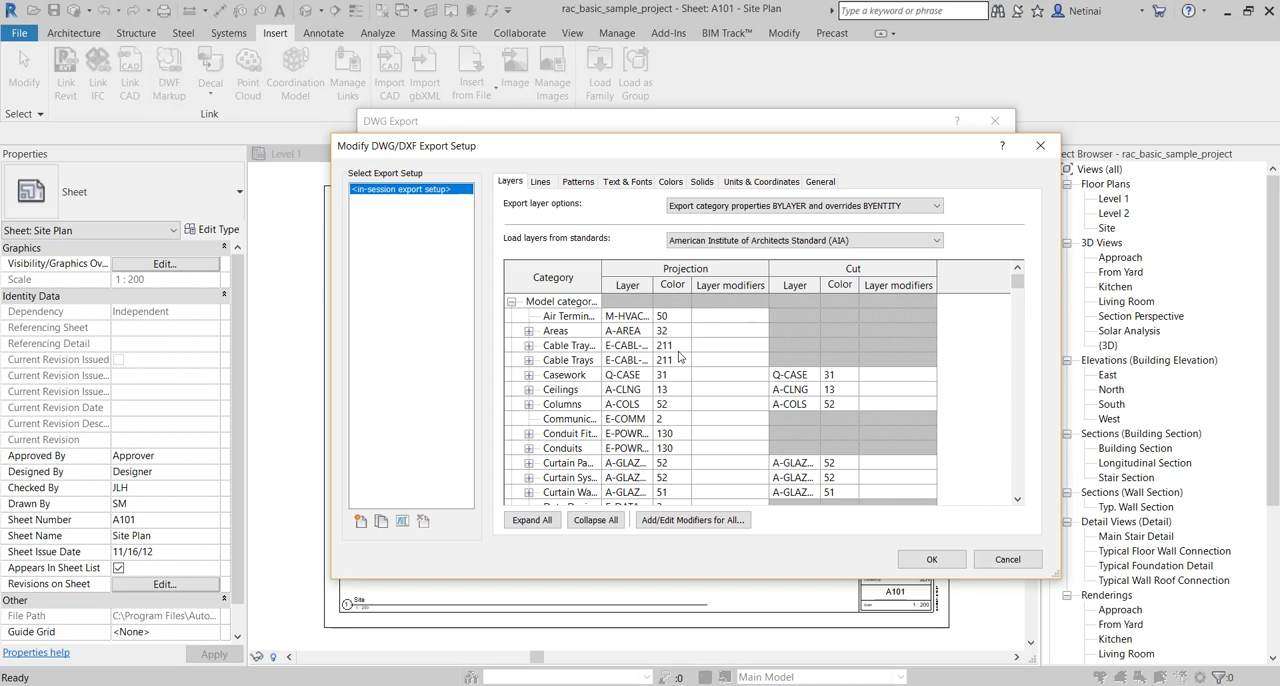 rac_basic_sample_project - Sheet: A101 - Site Plan
Type a keyword or phrase
Netinai
File Architecture Structure Steel Systems Insert Annotate Analyze Massing & Site Collaborate View Manage Add-Ins BIM Track™ Modify Precast
Modify
Link Revit
Link IFC
Link CAD
DWF Markup
Decal
Point Cloud
Coordination Model
Manage Links
Import CAD
Import gbXML
Insert from File
Image
Manage Images
Load Family
Load as Group
Select
Link
Properties
Sheet
Sheet: Site Plan
Edit Type
Graphics
Visibility/Graphics Ov... Edit...
Scale 1 : 200
Identity Data
Dependency Independent
Referencing Sheet
Referencing Detail
Current Revision Issued
Current Revision Issue...
Current Revision Issue...
Current Revision Date
Current Revision Desc...
Current Revision
Approved By Approver
Designed By Designer
Checked By JLH
Drawn By SM
Sheet Number A101
Sheet Name Site Plan
Sheet Issue Date 11/16/12
Appears In Sheet List
Revisions on Sheet Edit...
Other
File Path C:\Program Files\Auto...
Guide Grid <None>
Properties help
Apply
Ready
Level 1
DWG Export
?
Modify DWG/DXF Export Setup
?
Select Export Setup
<in-session export setup>
Layers Lines Patterns Text & Fonts Colors Solids Units & Coordinates General
Export layer options: Export category properties BYLAYER and overrides BYENTITY
Load layers from standards: American Institute of Architects Standard (AIA)
Category Projection Cut
Layer Color Layer modifiers Layer Color Layer modifiers
Model categor...
Air Termin... M-HVAC... 50
Areas A-AREA 32
Cable Tray... E-CABL-... 211
Cable Trays E-CABL-... 211
Casework Q-CASE 31 Q-CASE 31
Ceilings A-CLNG 13 A-CLNG 13
Columns A-COLS 52 A-COLS 52
Communic... E-COMM 2
Conduit Fit... E-POWR... 130
Conduits E-POWR... 130
Curtain Pa... A-GLAZ... 52 A-GLAZ... 52
Curtain Sys... A-GLAZ... 52 A-GLAZ... 52
Curtain Wa... A-GLAZ... 51 A-GLAZ... 51
Expand All Collapse All Add/Edit Modifiers for All...
OK Cancel
1 Site
1 : 200
A101
1 : 200
:0
Main Model
:0
ect Browser - rac_basic_sample_project
Views (all)
Floor Plans
Level 1
Level 2
Site
3D Views
Approach
From Yard
Kitchen
Living Room
Section Perspective
Solar Analysis
{3D}
Elevations (Building Elevation)
East
North
South
West
Sections (Building Section)
Building Section
Longitudinal Section
Stair Section
Sections (Wall Section)
Typ. Wall Section
Detail Views (Detail)
Main Stair Detail
Typical Floor Wall Connection
Typical Foundation Detail
Typical Wall Roof Connection
Renderings
Approach
From Yard
Kitchen
Living Room